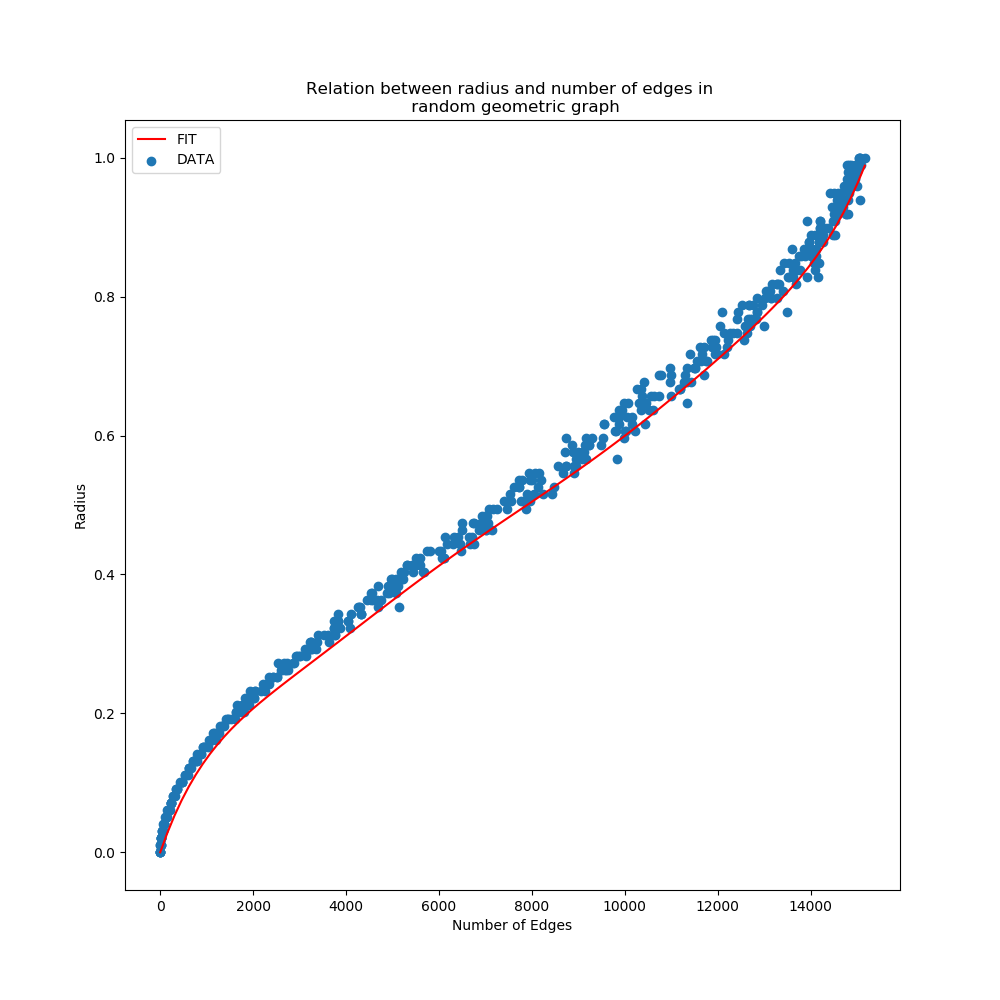 Relation between radius and number of edges in
random geometric graph
FIT
DATA
1.0
0.8
0.6
0.4
0.2
0.0
Radius
0 2000 4000 6000 8000 10000 12000 14000
Number of Edges